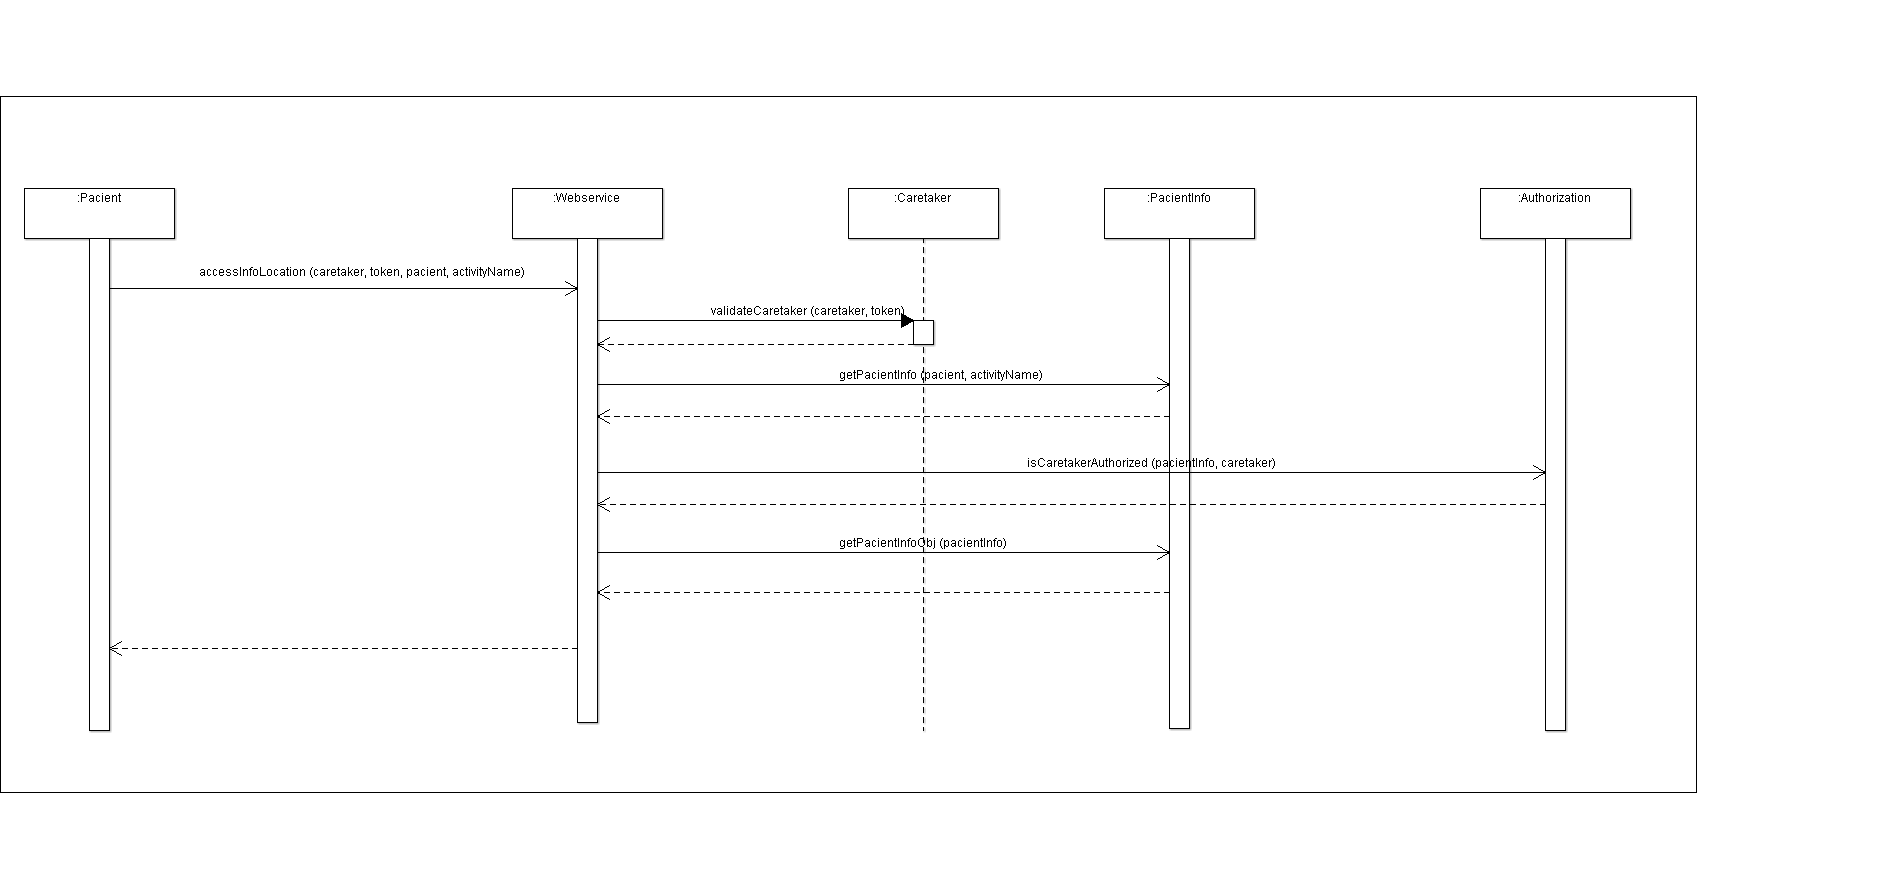 :Pacient
:Webservice
:Caretaker
:PacientInfo
:Authorization
accessInfoLocation (caretaker, token, pacient, activityName)
validateCaretaker (caretaker, token)
getPacientInfo (pacient, activityName)
isCaretakerAuthorized (pacientInfo, caretaker)
getPacientInfoObj (pacientInfo)